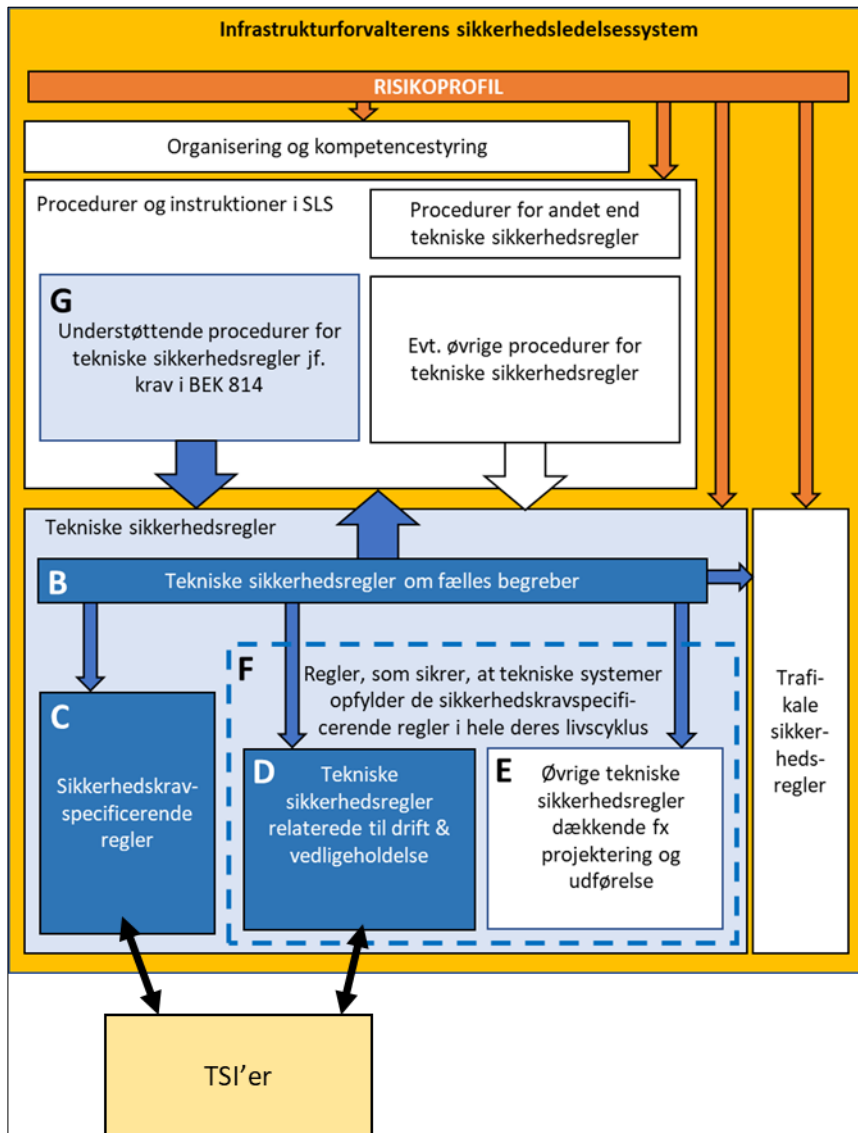 Infrastrukturforvalterens sikkerhedsledelsessystem
RISIKOPROFIL
Organisering og kompetencestyring
Procedurer og instruktioner i SLS
Procedurer for andet end
tekniske sikkerhedsregler
G
Understøttende procedurer for
tekniske sikkerhedsregler jf.
krav i BEK 814
Evt. øvrige procedurer for
tekniske sikkerhedsregler
Tekniske sikkerhedsregler
B
Tekniske sikkerhedsregler om fælles begreber
F
Regler, som sikrer, at tekniske systemer
opfylder de sikkerhedskravspecifi-
cerende regler i hele deres livscyklus
C
Sikkerhedskrav-
specificerende
regler
D
Tekniske
sikkerhedsregler
relaterede til drift &
vedligeholdelse
E
Øvrige tekniske
sikkerhedsregler
dækkende fx
projektering og
udførelse
Trafi-
kale
sikker-
heds-
regler
TSI'er